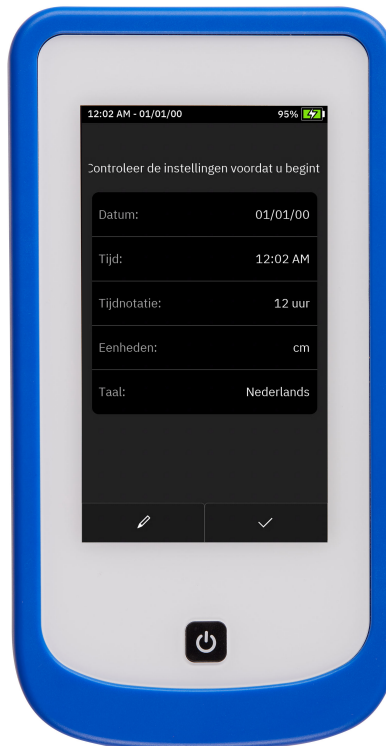 12:02 AM - 01/01/00 95%
Controleer de instellingen voordat u begint
Datum: 01/01/00
Tijd: 12:02 AM
Tijdnotatie: 12 uur
Eenheden: cm
Taal: Nederlands